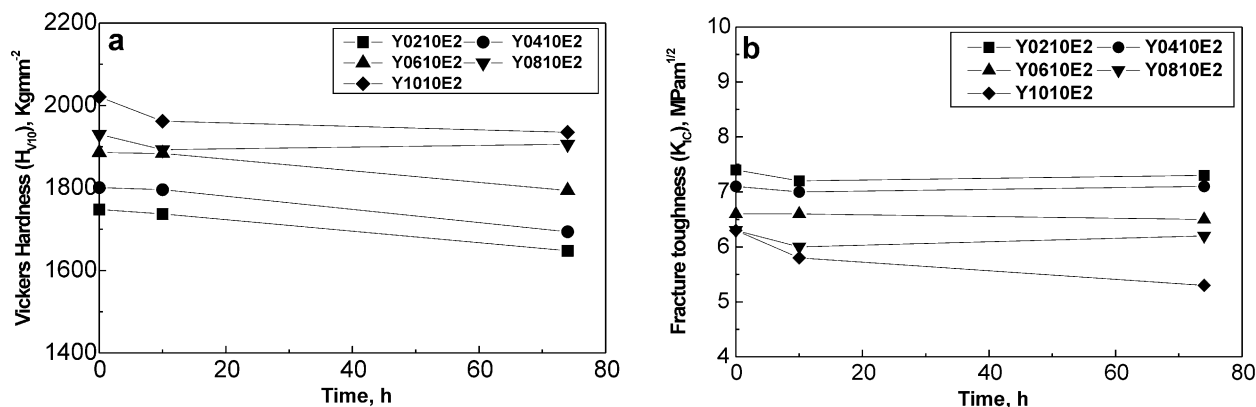 a
Y0210E2 Y0410E2
Y0610E2 Y0810E2
Y1010E2
Vickers Hardness (H_V10), Kgmm^-2
2200
2000
1800
1600
1400
0 20 40 60 80
Time, h
b
Y0210E2 Y0410E2
Y0610E2 Y0810E2
Y1010E2
Fracture toughness (K_IC), MPam^1/2
10
9
8
7
6
5
4
0 20 40 60 80
Time, h